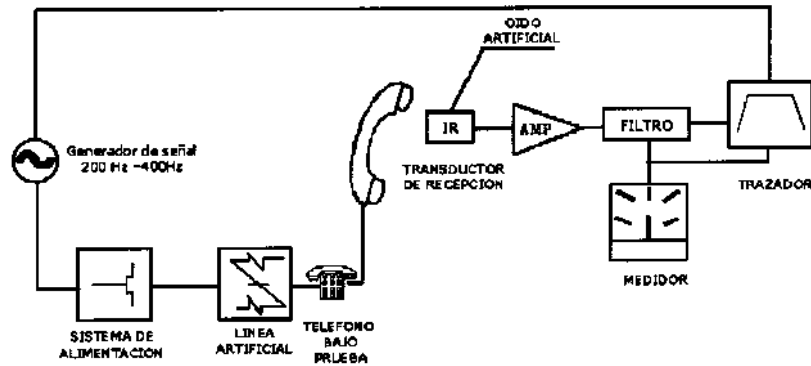 OIDO
ARTIFICIAL
IR
AMP
FILTRO
Generador de señal
200 Hz -400Hz
TRANSDUCTOR
DE RECEPCION
TRAZADOR
MEDIDOR
SISTEMA DE
ALIMENTACION
LINEA
ARTIFICIAL
TELEFONO
BAJO
PRUEBA